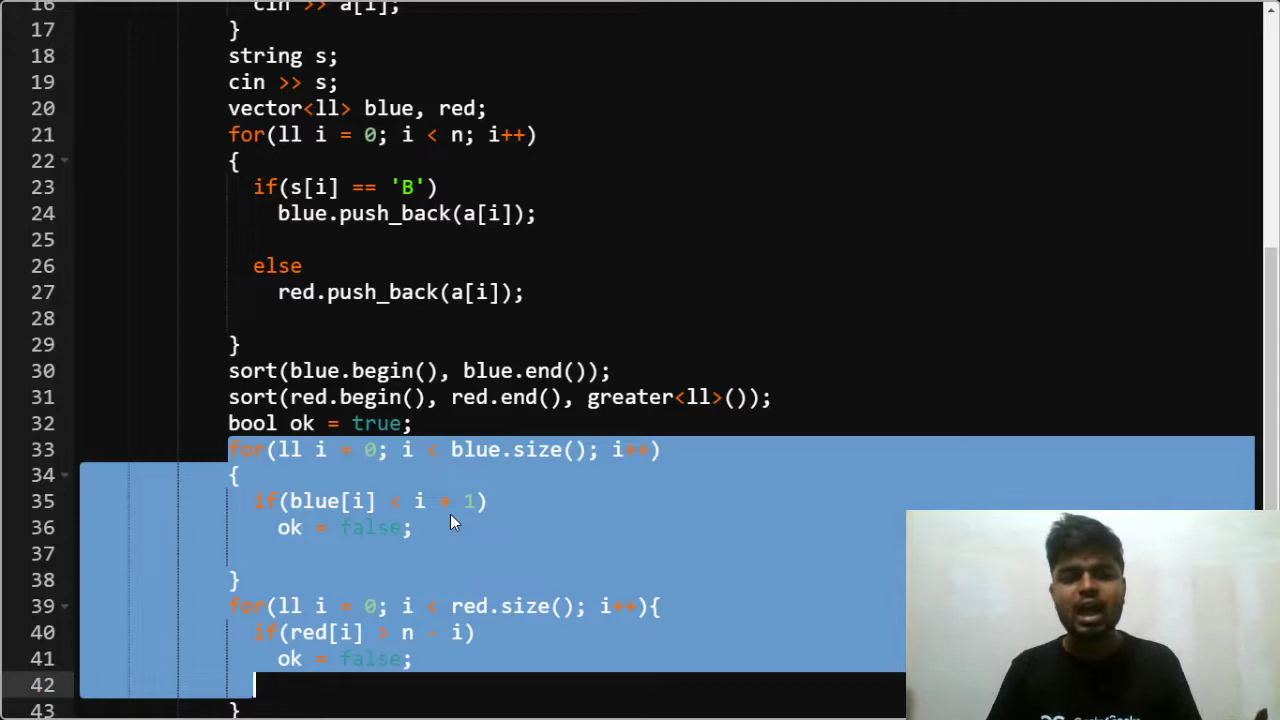 16 cin >> a[i];
17 }
18 string s;
19 cin >> s;
20 vector<ll> blue, red;
21 for(ll i = 0; i < n; i++)
22 {
23 if(s[i] == 'B')
24 blue.push_back(a[i]);
25
26 else
27 red.push_back(a[i]);
28
29 }
30 sort(blue.begin(), blue.end());
31 sort(red.begin(), red.end(), greater<ll>());
32 bool ok = true;
33 for(ll i = 0; i < blue.size(); i++)
34 {
35 if(blue[i] < i + 1)
36 ok = false;
37
38 }
39 for(ll i = 0; i < red.size(); i++){
40 if(red[i] > n - i)
41 ok = false;
42
43 }